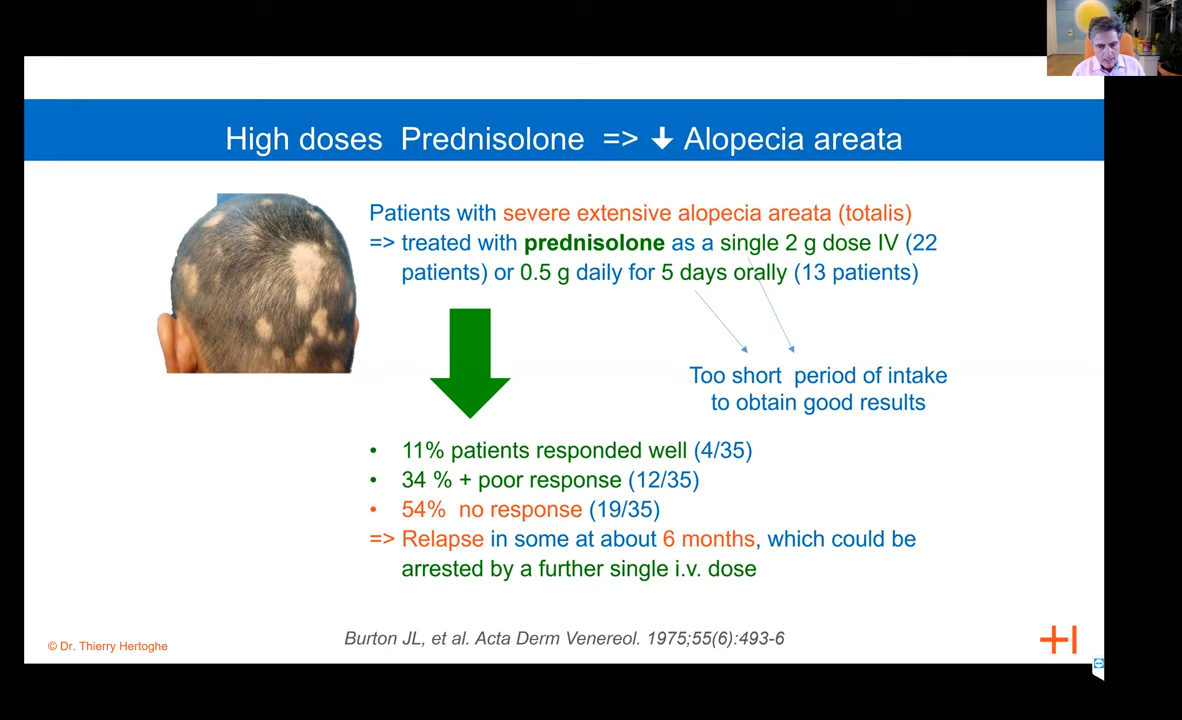 High doses Prednisolone => ↓ Alopecia areata
Patients with severe extensive alopecia areata (totalis)
=> treated with prednisolone as a single 2 g dose IV (22
patients) or 0.5 g daily for 5 days orally (13 patients)
Too short period of intake
to obtain good results
• 11% patients responded well (4/35)
• 34 % + poor response (12/35)
• 54% no response (19/35)
=> Relapse in some at about 6 months, which could be
arrested by a further single i.v. dose
Burton JL, et al. Acta Derm Venereol. 1975;55(6):493-6
© Dr. Thierry Hertoghe